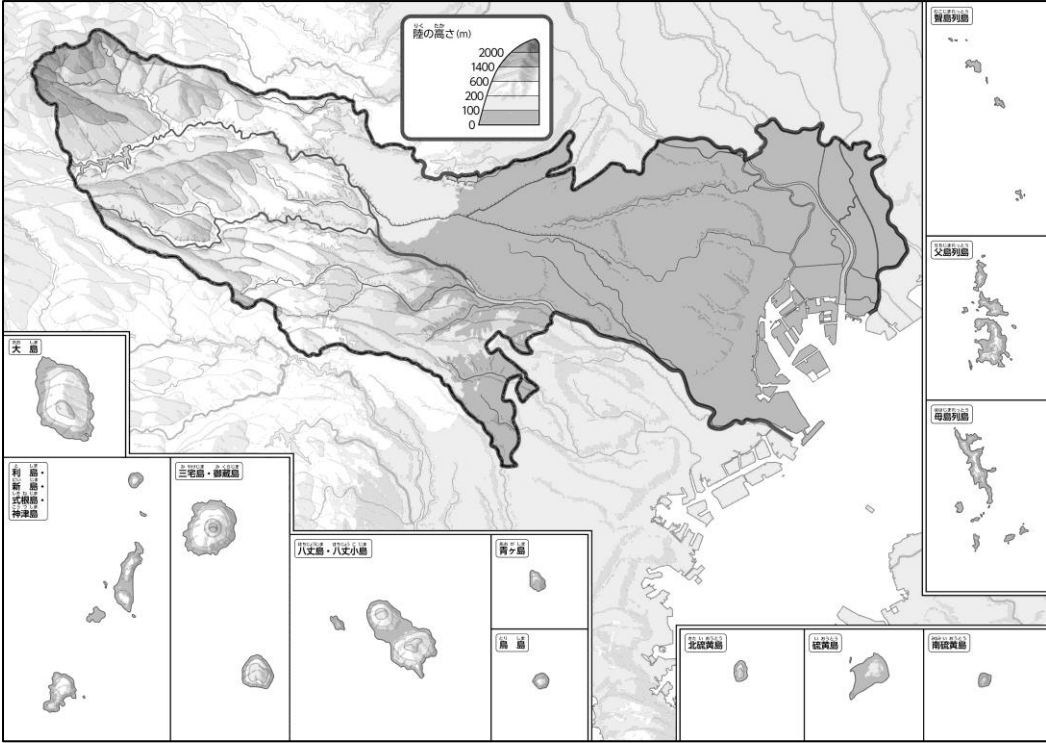 陸の高さ(m)
2000
1400
600
200
100
0
聟島列島
父島列島
母島列島
大島
利島・
新島・
式根島・
神津島
三宅島・御蔵島
八丈島・八丈小島
青ヶ島
鳥島
北硫黄島
硫黄島
南硫黄島